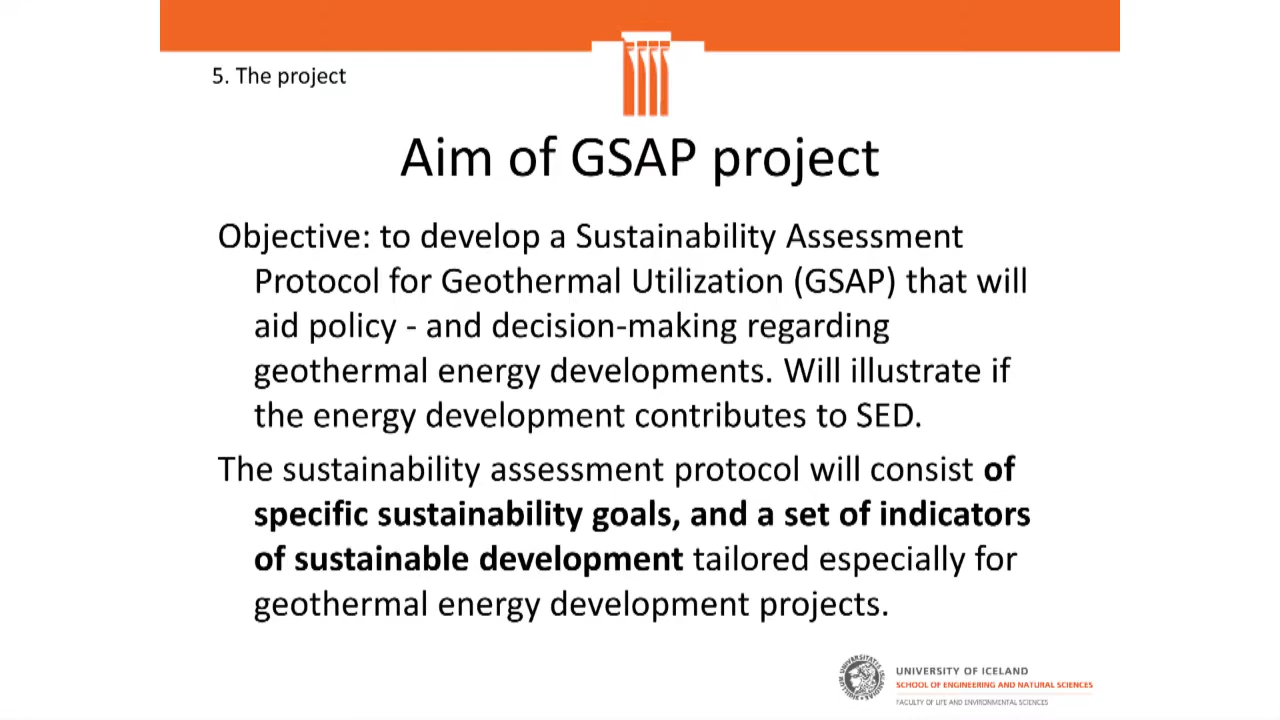 5. The project
Aim of GSAP project
Objective: to develop a Sustainability Assessment
Protocol for Geothermal Utilization (GSAP) that will
aid policy - and decision-making regarding
geothermal energy developments. Will illustrate if
the energy development contributes to SED.
The sustainability assessment protocol will consist of
specific sustainability goals, and a set of indicators
of sustainable development tailored especially for
geothermal energy development projects.
UNIVERSITY OF ICELAND
SCHOOL OF ENGINEERING AND NATURAL SCIENCES
FACULTY OF LIFE AND ENVIRONMENTAL SCIENCES